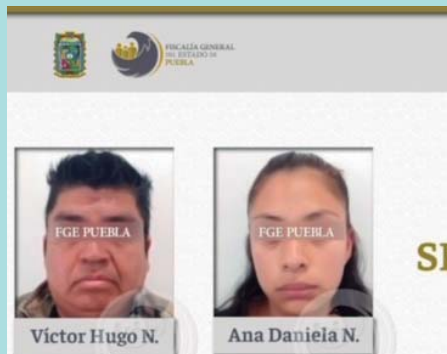 FISCALÍA GENERAL
DEL ESTADO DE
PUEBLA
FGE PUEBLA
FGE PUEBLA
Víctor Hugo N.
Ana Daniela N.